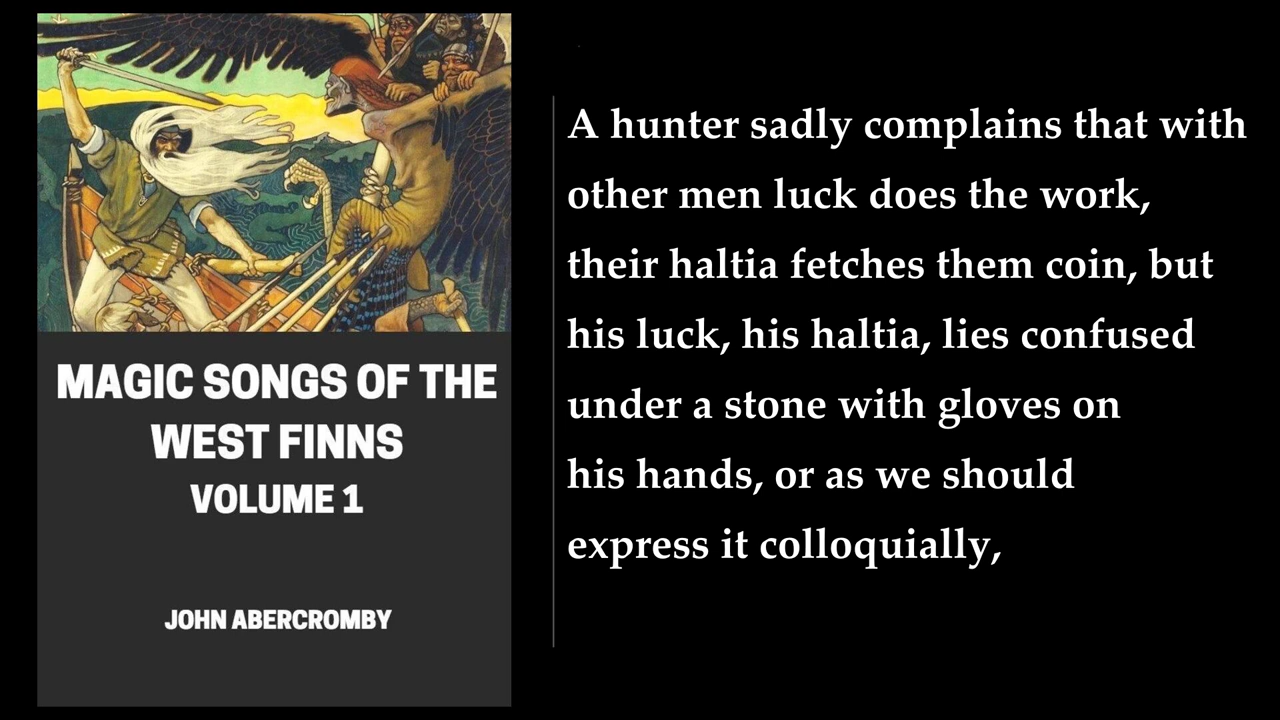 MAGIC SONGS OF THE
WEST FINNS
VOLUME 1
JOHN ABERCROMBY
A hunter sadly complains that with
other men luck does the work,
their haltia fetches them coin, but
his luck, his haltia, lies confused
under a stone with gloves on
his hands, or as we should
express it colloquially,